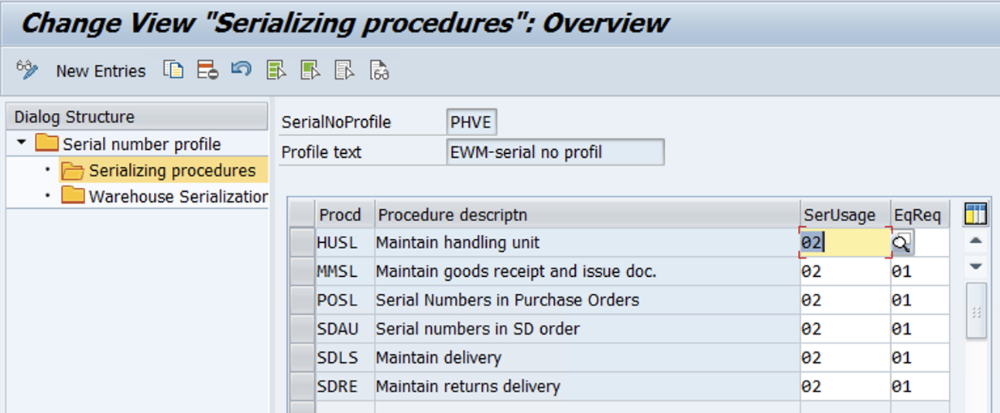 Change View "Serializing procedures": Overview
New Entries
Dialog Structure
Serial number profile
Serializing procedures
Warehouse Serialization
SerialNoProfile PHVE
Profile text EWM-serial no profil
Procd Procedure descriptn SerUsage EqReq
HUSL Maintain handling unit 02
MMSL Maintain goods receipt and issue doc. 02 01
POSL Serial Numbers in Purchase Orders 02 01
SDAU Serial numbers in SD order 02 01
SDLS Maintain delivery 02 01
SDRE Maintain returns delivery 02 01